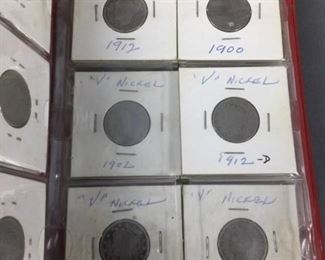 1912
1900
"V" NICKEL
"V" NICKEL
1902
1912-D
"V" NICKEL
"V" NICKEL